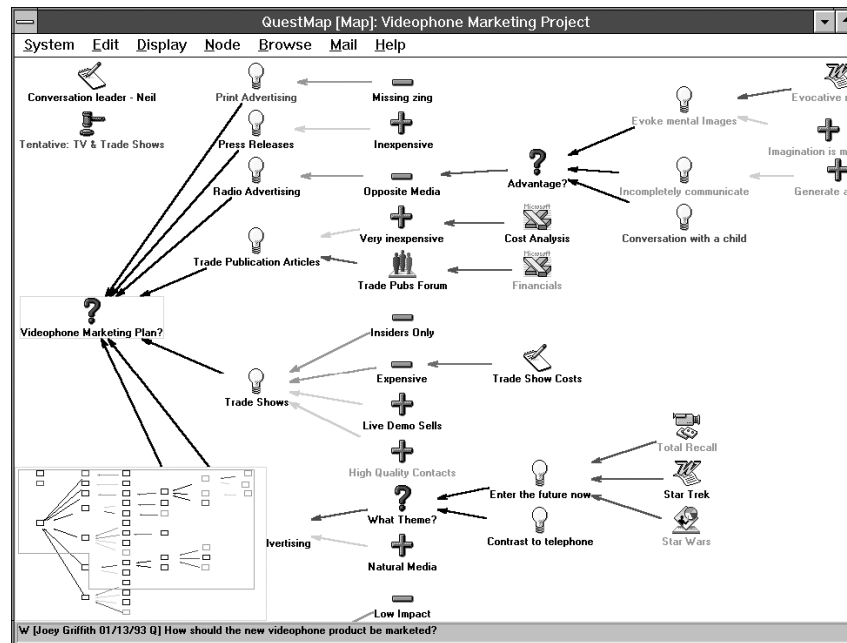 QuestMap [Map]: Videophone Marketing Project
System Edit Display Node Browse Mail Help
Conversation leader - Neil
Print Advertising
Missing zing
Evocative
Tentative: TV & Trade Shows
Press Releases
Inexpensive
Evoke mental Images
Imagination is
Radio Advertising
Opposite Media
Advantage?
Incompletely communicate
Generate
Microsoft
Very inexpensive
Cost Analysis
Conversation with a child
Trade Publication Articles
Microsoft
Trade Pubs Forum
Financials
Videophone Marketing Plan?
Insiders Only
Trade Shows
Expensive
Trade Show Costs
Live Demo Sells
High Quality Contacts
Total Recall
Enter the future now
Star Trek
What Theme?
vertising
Contrast to telephone
Star Wars
Natural Media
Low Impact
W [Joey Griffith 01/13/93 Q] How should the new videophone product be marketed?